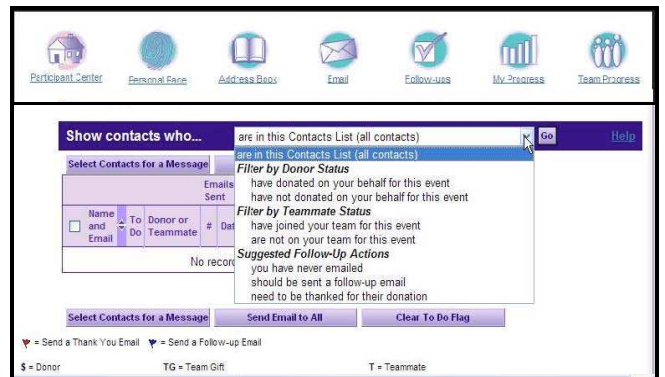 Participant Center Personal Page Address Book Email Follow-ups My Progress Team Progress
Show contacts who... are in this Contacts List (all contacts) Go Help
are in this Contacts List (all contacts)
Filter by Donor Status
have donated on your behalf for this event
have not donated on your behalf for this event
Filter by Teammate Status
have joined your team for this event
are not on your team for this event
Suggested Follow-Up Actions
you have never emailed
should be sent a follow-up email
need to be thanked for their donation
Select Contacts for a Message
Emails
Sent
Name
and
Email
To
Do
Donor or
Teammate
# Dat
No recor
Select Contacts for a Message Send Email to All Clear To Do Flag
= Send a Thank You Email = Send a Follow-up Email
$ = Donor TG = Team Gift T = Teammate